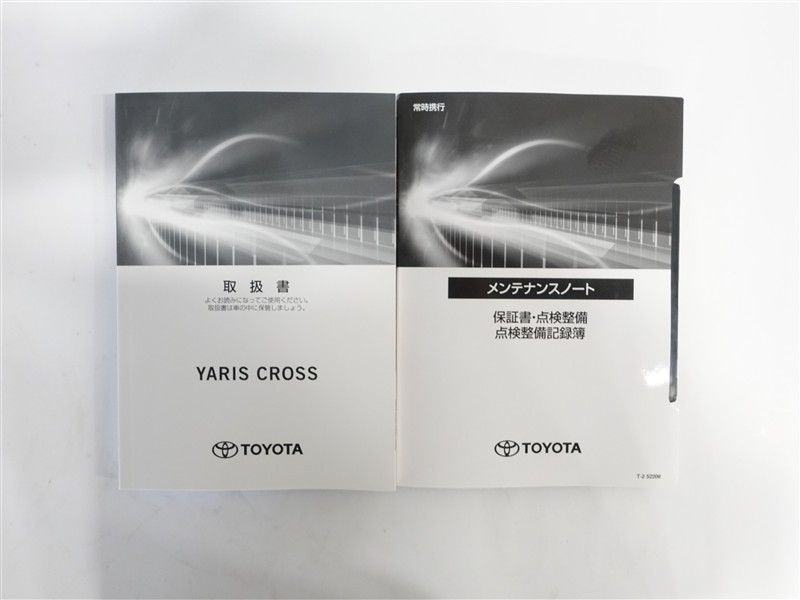 取扱書
よくお読みになってご使用ください。
取扱書は車の中に保管しましょう。
YARIS CROSS
TOYOTA
常時携行
メンテナンスノート
保証書・点検整備
点検整備記録簿
TOYOTA
T-2 52206